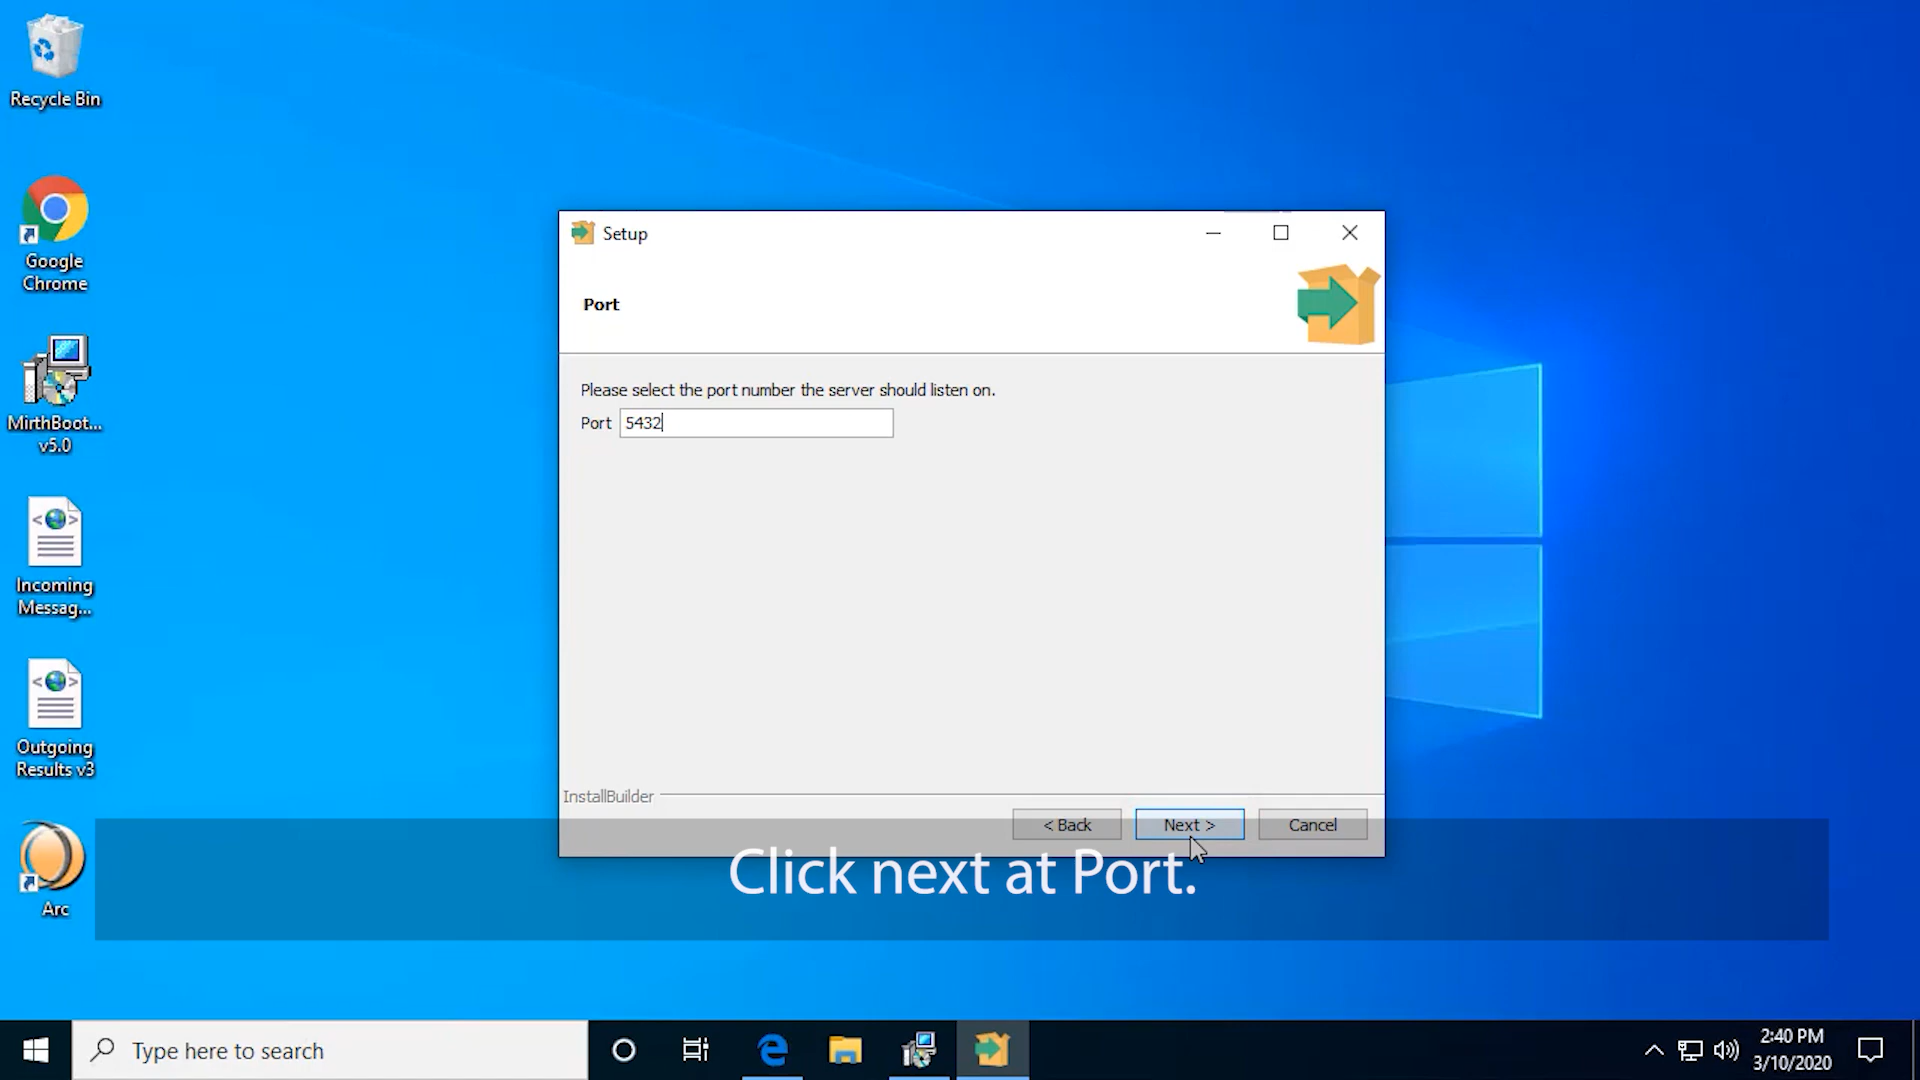 Recycle Bin
Google
Chrome
MirthBoot...
v5.0
Incoming
Messag...
Outgoing
Results v3
Arc
Setup
Port
Please select the port number the server should listen on.
Port 5432
InstallBuilder
< Back Next > Cancel
Click next at Port.
Type here to search
2:40 PM
3/10/2020